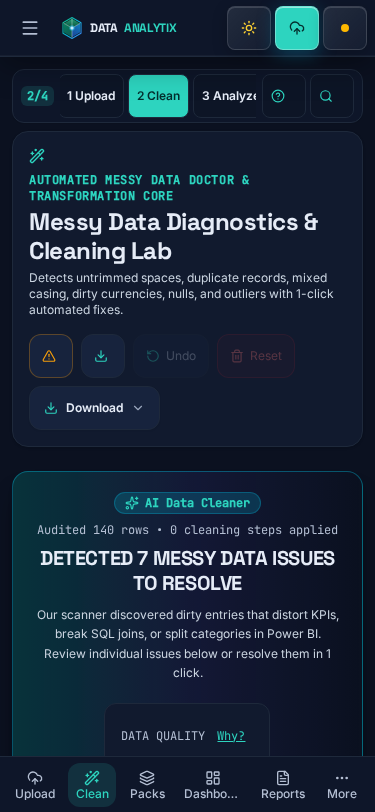 DATA ANALYTIX
2/4
1 Upload
2 Clean
3 Analyze
AUTOMATED MESSY DATA DOCTOR &
TRANSFORMATION CORE
Messy Data Diagnostics &
Cleaning Lab
Detects untrimmed spaces, duplicate records, mixed
casing, dirty currencies, nulls, and outliers with 1-click
automated fixes.
Undo
Reset
Download
AI Data Cleaner
Audited 140 rows • 0 cleaning steps applied
DETECTED 7 MESSY DATA ISSUES
TO RESOLVE
Our scanner discovered dirty entries that distort KPIs,
break SQL joins, or split categories in Power BI.
Review individual issues below or resolve them in 1
click.
DATA QUALITY Why?
Upload
Clean
Packs
Dashbo...
Reports
More